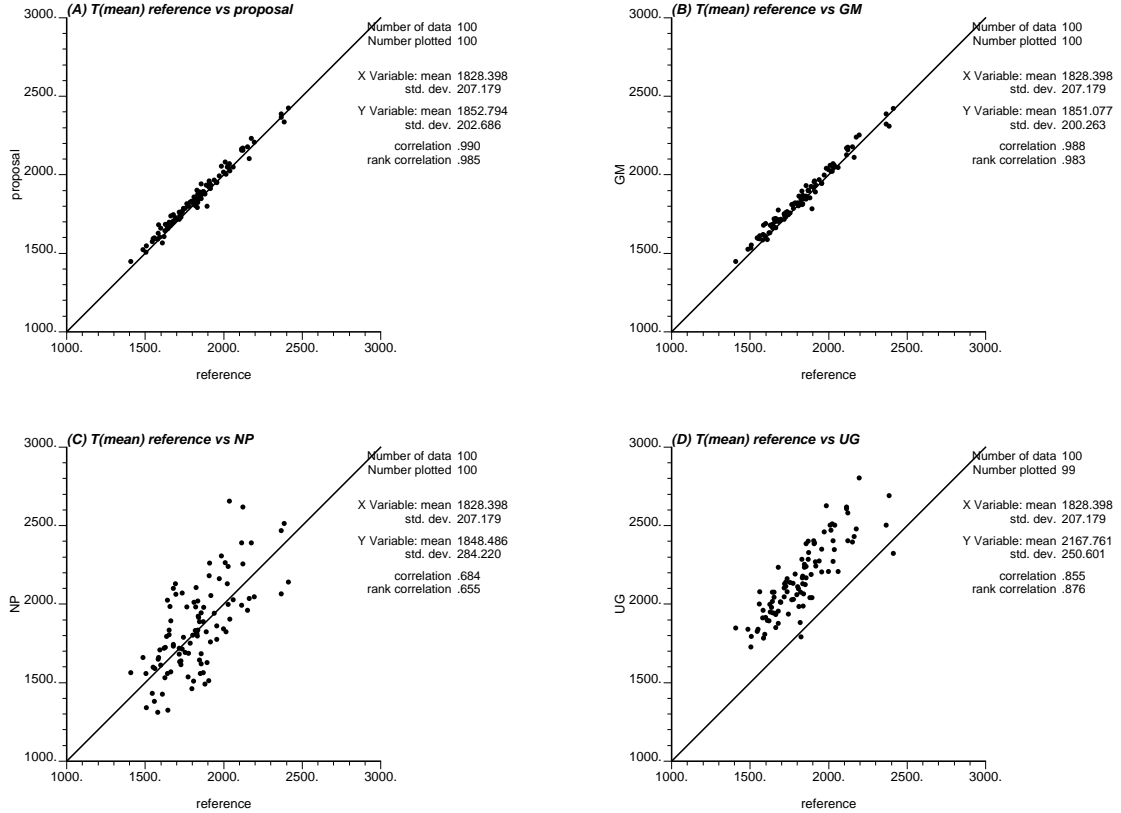 (A) T(mean) reference vs proposal
Number of data 100
Number plotted 100
X Variable: mean 1828.398
std. dev. 207.179
Y Variable: mean 1852.794
std. dev. 202.686
correlation .990
rank correlation .985
proposal
3000.
2500.
2000.
1500.
1000.
1000. 1500. 2000. 2500. 3000.
reference
(B) T(mean) reference vs GM
Number of data 100
Number plotted 100
X Variable: mean 1828.398
std. dev. 207.179
Y Variable: mean 1851.077
std. dev. 200.263
correlation .988
rank correlation .983
GM
3000.
2500.
2000.
1500.
1000.
1000. 1500. 2000. 2500. 3000.
reference
(C) T(mean) reference vs NP
Number of data 100
Number plotted 100
X Variable: mean 1828.398
std. dev. 207.179
Y Variable: mean 1848.486
std. dev. 284.220
correlation .684
rank correlation .655
NP
3000.
2500.
2000.
1500.
1000.
1000. 1500. 2000. 2500. 3000.
reference
(D) T(mean) reference vs UG
Number of data 100
Number plotted 99
X Variable: mean 1828.398
std. dev. 207.179
Y Variable: mean 2167.761
std. dev. 250.601
correlation .855
rank correlation .876
UG
3000.
2500.
2000.
1500.
1000.
1000. 1500. 2000. 2500. 3000.
reference